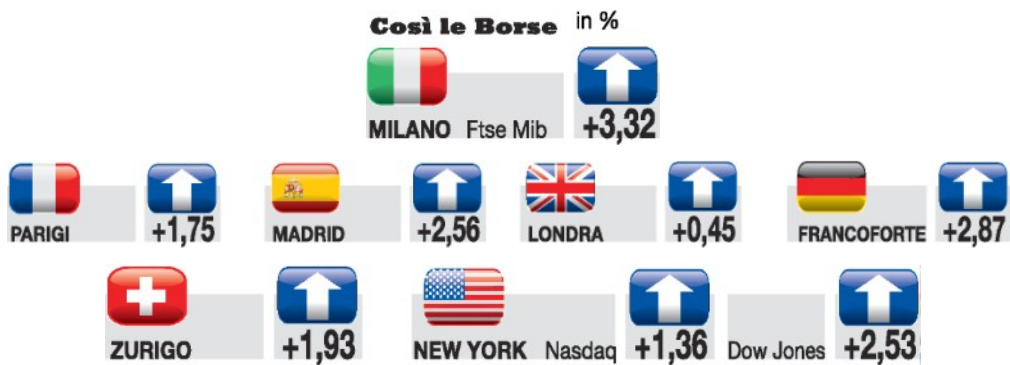 Così le Borse in %
MILANO Ftse Mib +3,32
PARIGI +1,75 MADRID +2,56 LONDRA +0,45 FRANCOFORTE +2,87
ZURIGO +1,93 NEW YORK Nasdaq +1,36 Dow Jones +2,53